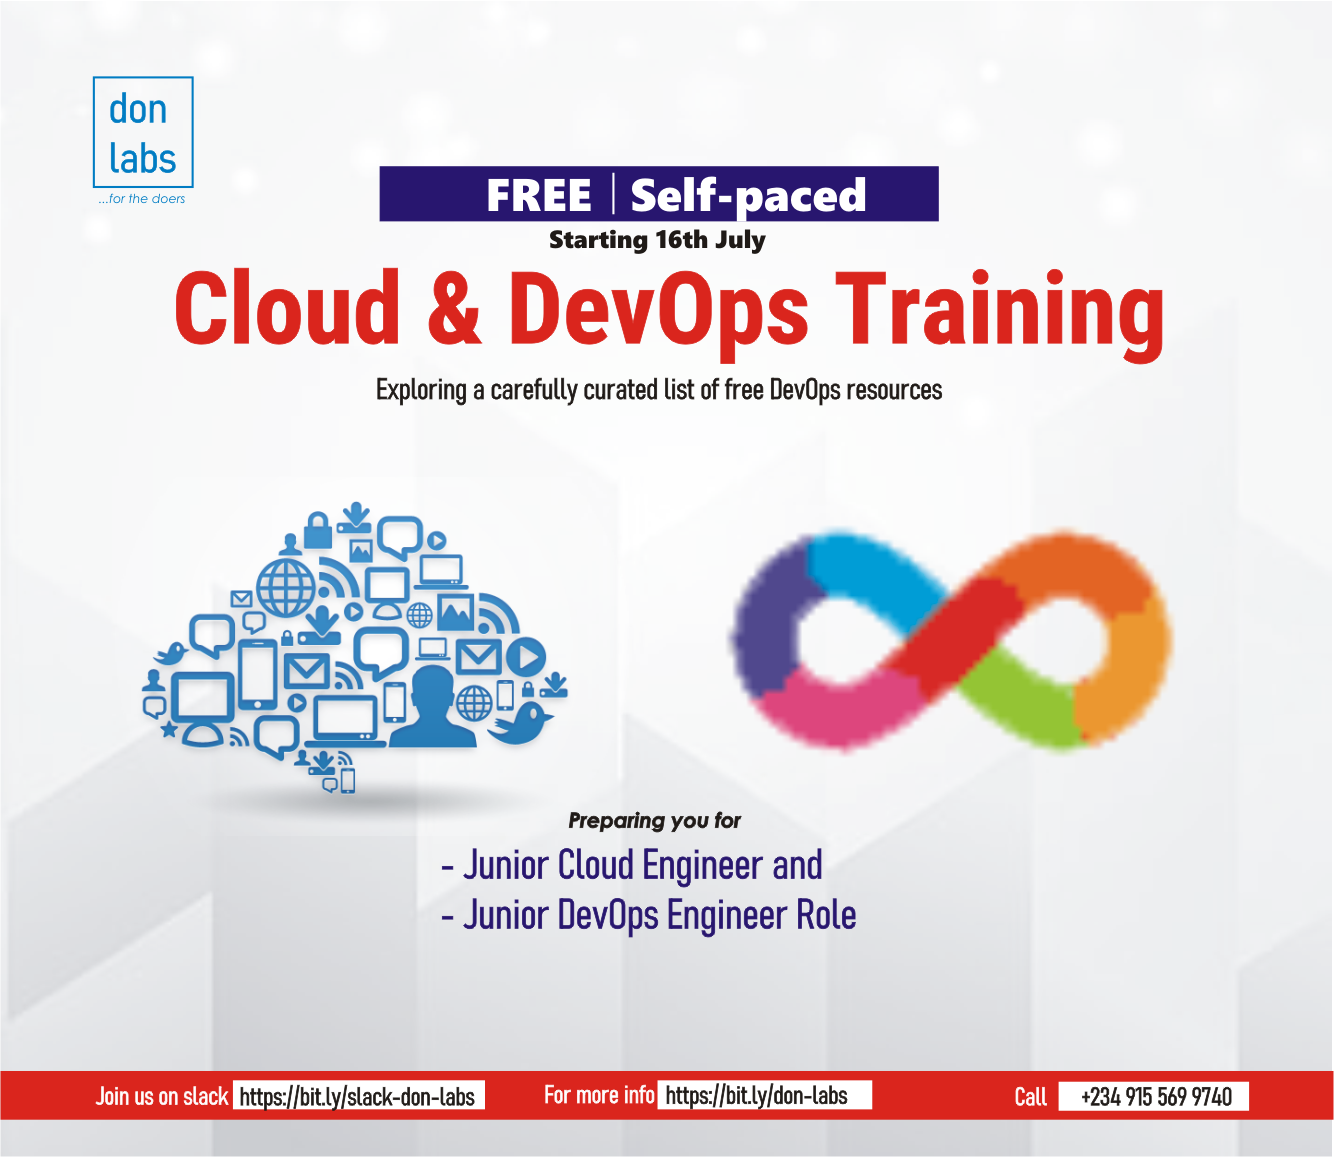 don
labs
...for the doers
FREE | Self-paced
Starting 16th July
Cloud & DevOps Training
Exploring a carefully curated list of free DevOps resources
Preparing you for
- Junior Cloud Engineer and
- Junior DevOps Engineer Role
Join us on slack https://bit.ly/slack-don-labs For more info https://bit.ly/don-labs Call +234 915 569 9740